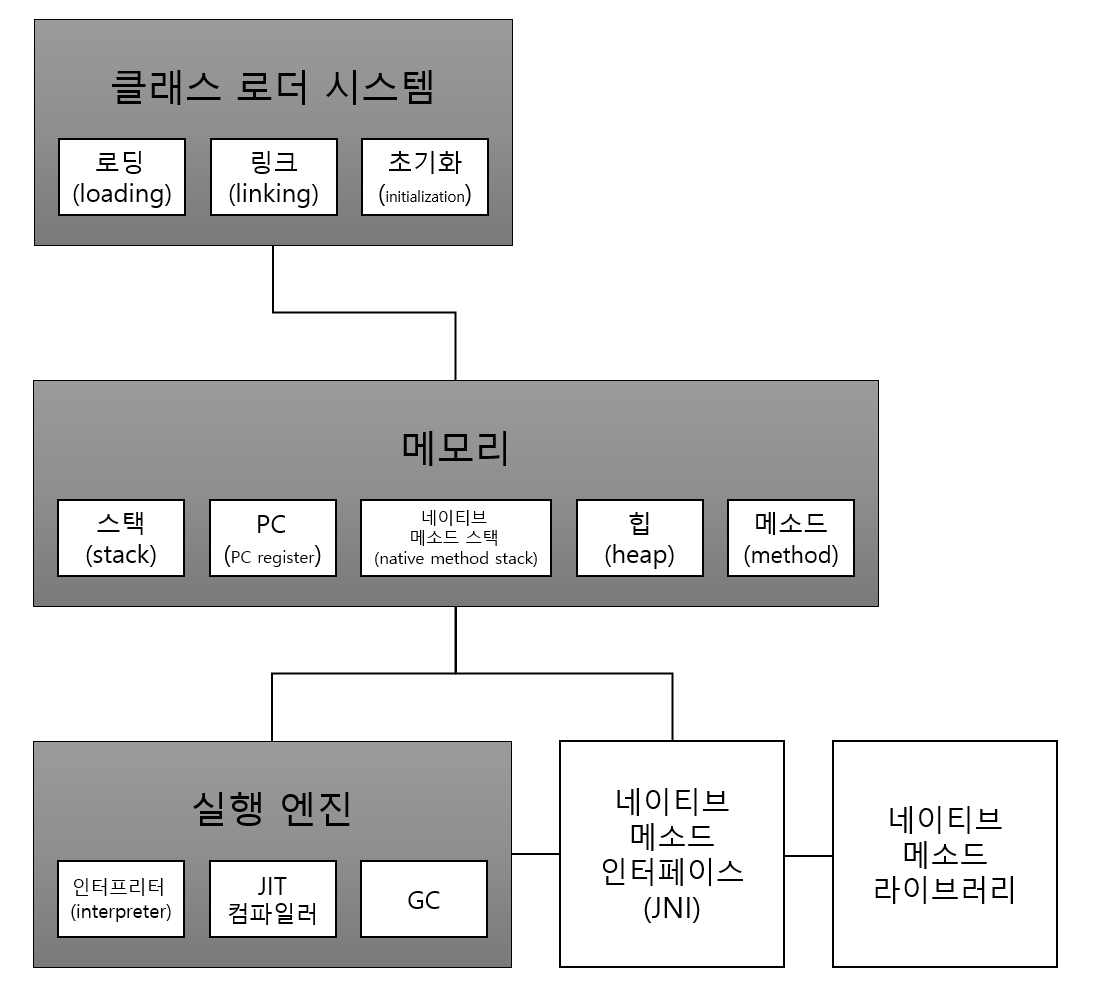 클래스 로더 시스템
로딩
(loading)
링크
(linking)
초기화
(initialization)
메모리
스택
(stack)
PC
(PC register)
네이티브
메소드 스택
(native method stack)
힙
(heap)
메소드
(method)
실행 엔진
인터프리터
(interpreter)
JIT
컴파일러
GC
네이티브
메소드
인터페이스
(JNI)
네이티브
메소드
라이브러리